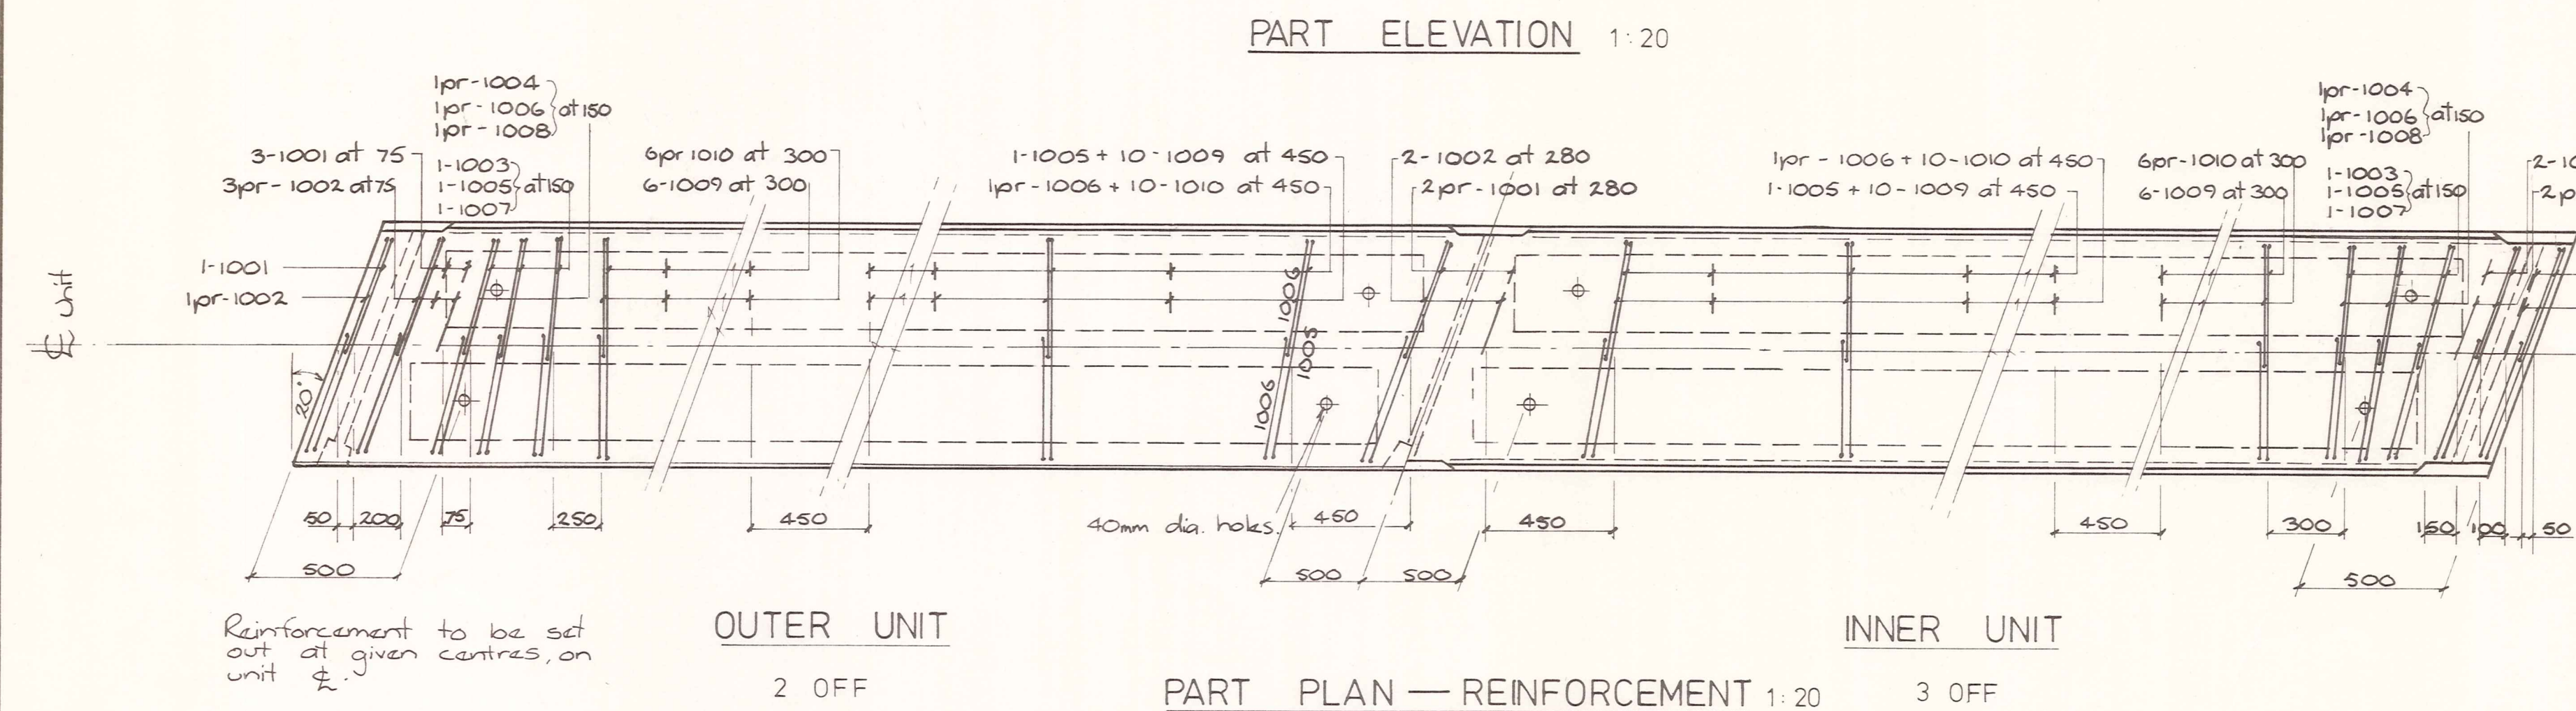 PART ELEVATION 1:20
1pr-1004
1pr-1006 } at 150
1pr-1008
3-1001 at 75
3pr-1002 at 75
1-1003
1-1005 } at 150
1-1007
6pr 1010 at 300
6-1009 at 300
1-1005 + 10-1009 at 450
1pr-1006 + 10-1010 at 450
2-1002 at 280
2pr-1001 at 280
1pr-1006 + 10-1010 at 450
1-1005 + 10-1009 at 450
6pr-1010 at 300
6-1009 at 300
1pr-1004
1pr-1006 } at 150
1pr-1008
1-1003
1-1005 } at 150
1-1007
2-10
2p
1-1001
1pr-1002
℄ unit
20°
1006
1005
1006
50 200 75 250 450
40mm dia. holes.
450 450 450 300 150 100 50
500 500 500 500
Reinforcement to be set
out at given centres, on
unit ℄.
OUTER UNIT
2 OFF
INNER UNIT
3 OFF
PART PLAN — REINFORCEMENT 1:20